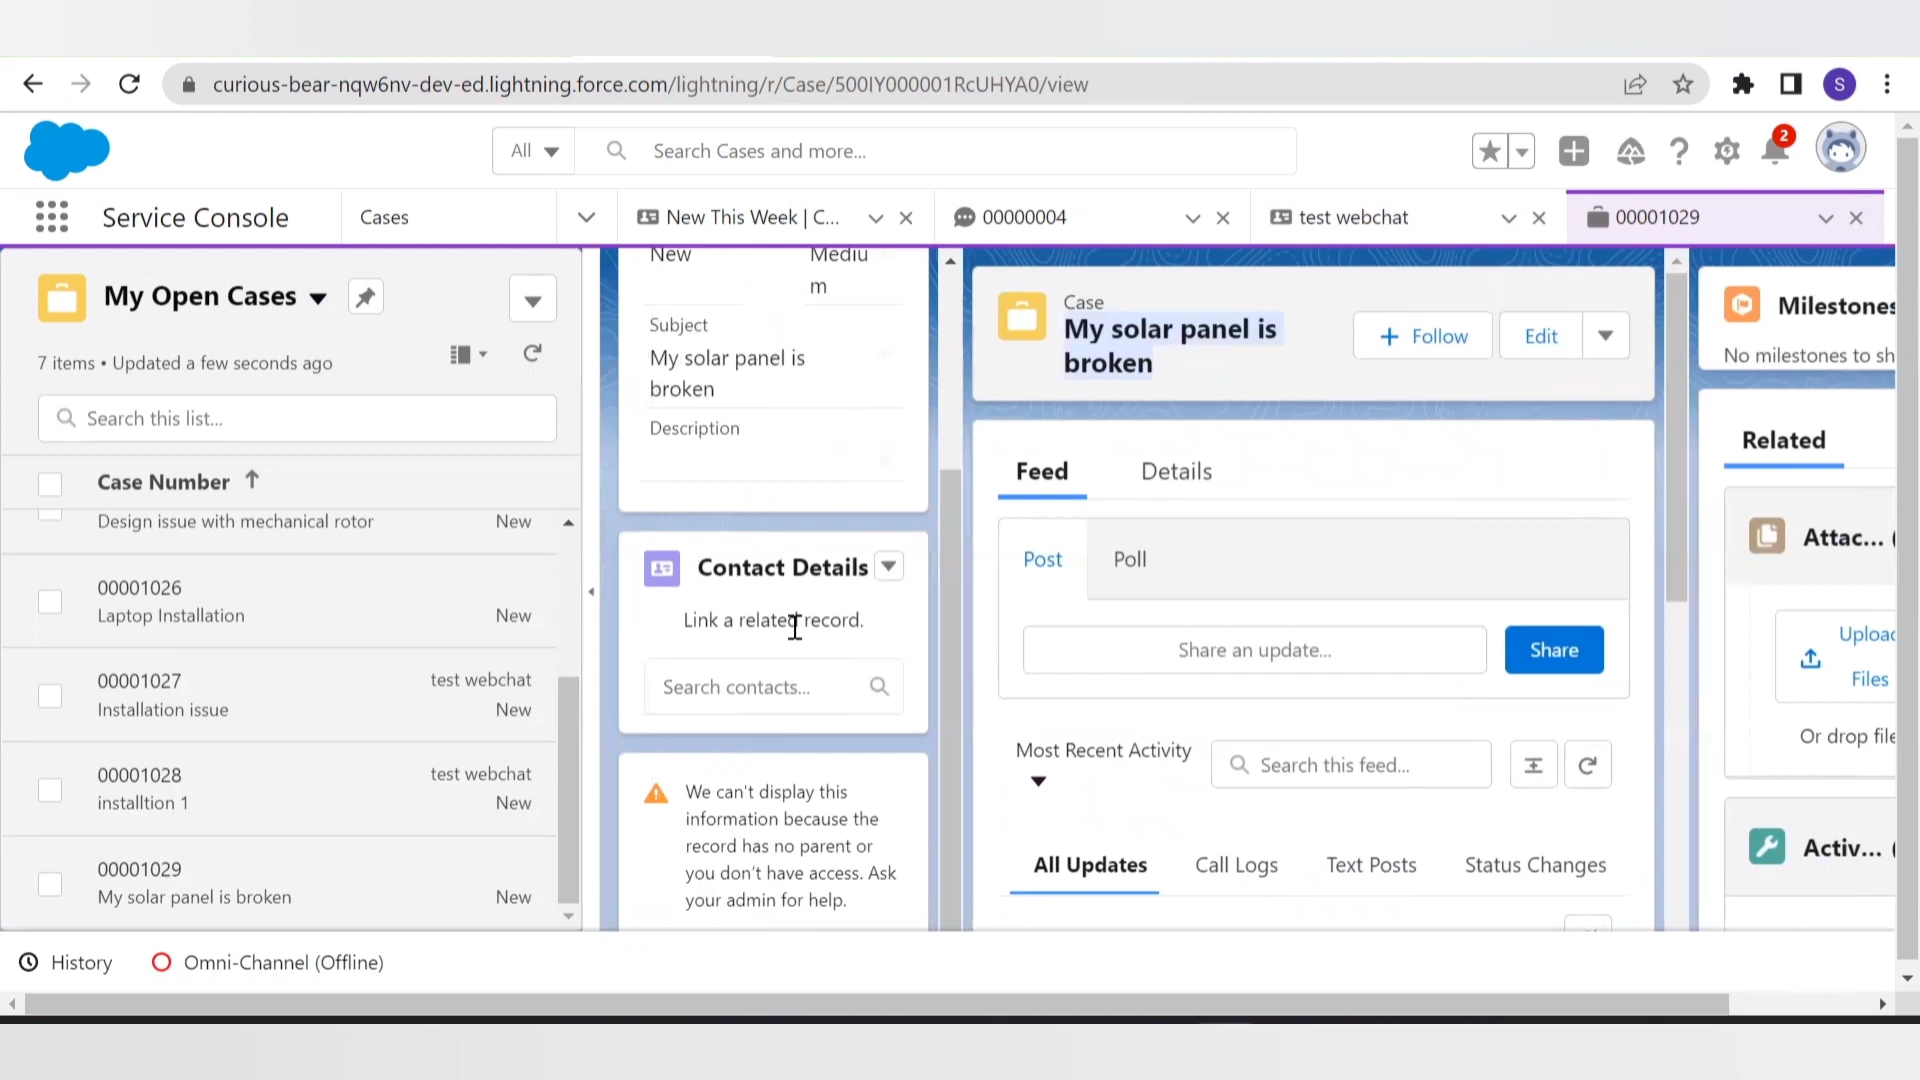 curious-bear-nqw6nv-dev-ed.lightning.force.com/lightning/r/Case/500IY000001RcUHYA0/view
S
All
Search Cases and more...
2
Service Console
Cases
New This Week | C...
00000004
test webchat
00001029
My Open Cases
7 items • Updated a few seconds ago
Search this list...
Case Number
Design issue with mechanical rotor
New
00001026
Laptop Installation
New
00001027
test webchat
Installation issue
New
00001028
test webchat
installtion 1
New
00001029
My solar panel is broken
New
New
Mediu
m
Subject
My solar panel is
broken
Description
Contact Details
Link a related record.
Search contacts...
We can't display this
information because the
record has no parent or
you don't have access. Ask
your admin for help.
Case
My solar panel is
broken
Follow
Edit
Feed
Details
Post
Poll
Share an update...
Share
Most Recent Activity
Search this feed...
All Updates
Call Logs
Text Posts
Status Changes
Milestones
No milestones to sh
Related
Attac... (
Upload
Files
Or drop file
Activ... (
History
Omni-Channel (Offline)